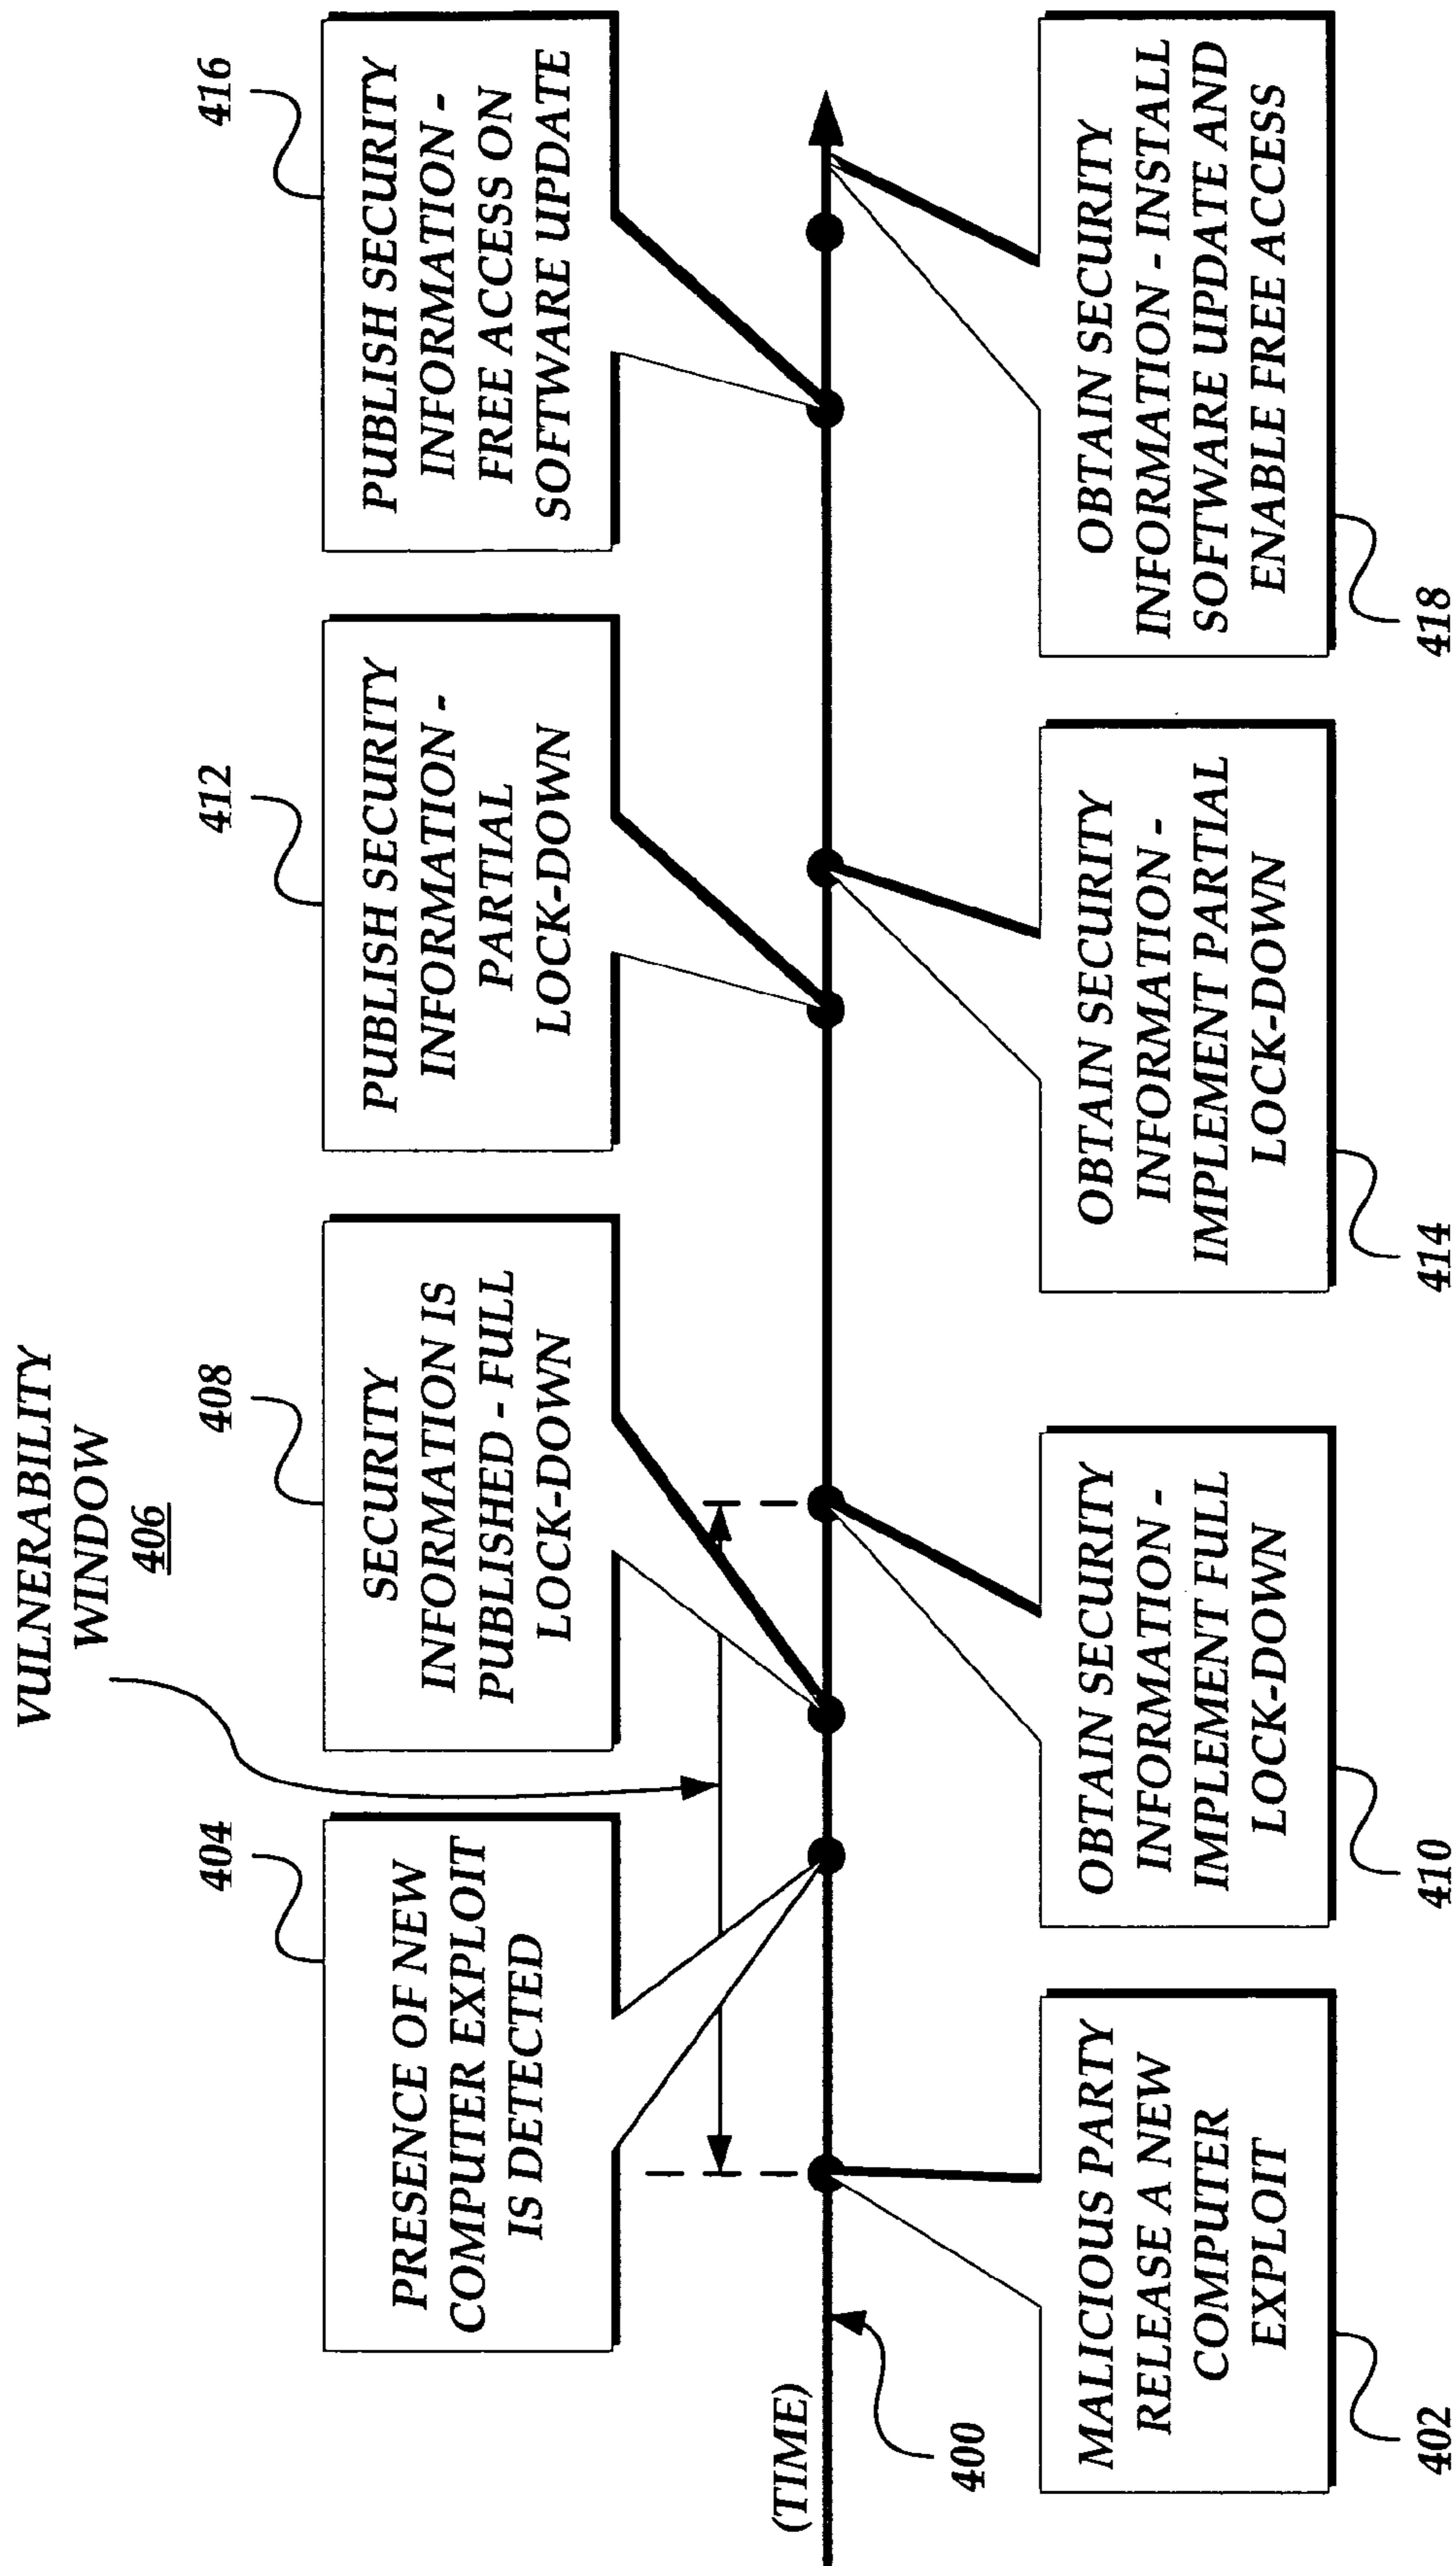 VULNERABILITY
WINDOW
406
404
PRESENCE OF NEW
COMPUTER EXPLOIT
IS DETECTED
408
SECURITY
INFORMATION IS
PUBLISHED - FULL
LOCK-DOWN
412
PUBLISH SECURITY
INFORMATION -
PARTIAL
LOCK-DOWN
416
PUBLISH SECURITY
INFORMATION -
FREE ACCESS ON
SOFTWARE UPDATE
(TIME)
400
MALICIOUS PARTY
RELEASE A NEW
COMPUTER
EXPLOIT
402
OBTAIN SECURITY
INFORMATION -
IMPLEMENT FULL
LOCK-DOWN
410
OBTAIN SECURITY
INFORMATION -
IMPLEMENT PARTIAL
LOCK-DOWN
414
OBTAIN SECURITY
INFORMATION - INSTALL
SOFTWARE UPDATE AND
ENABLE FREE ACCESS
418